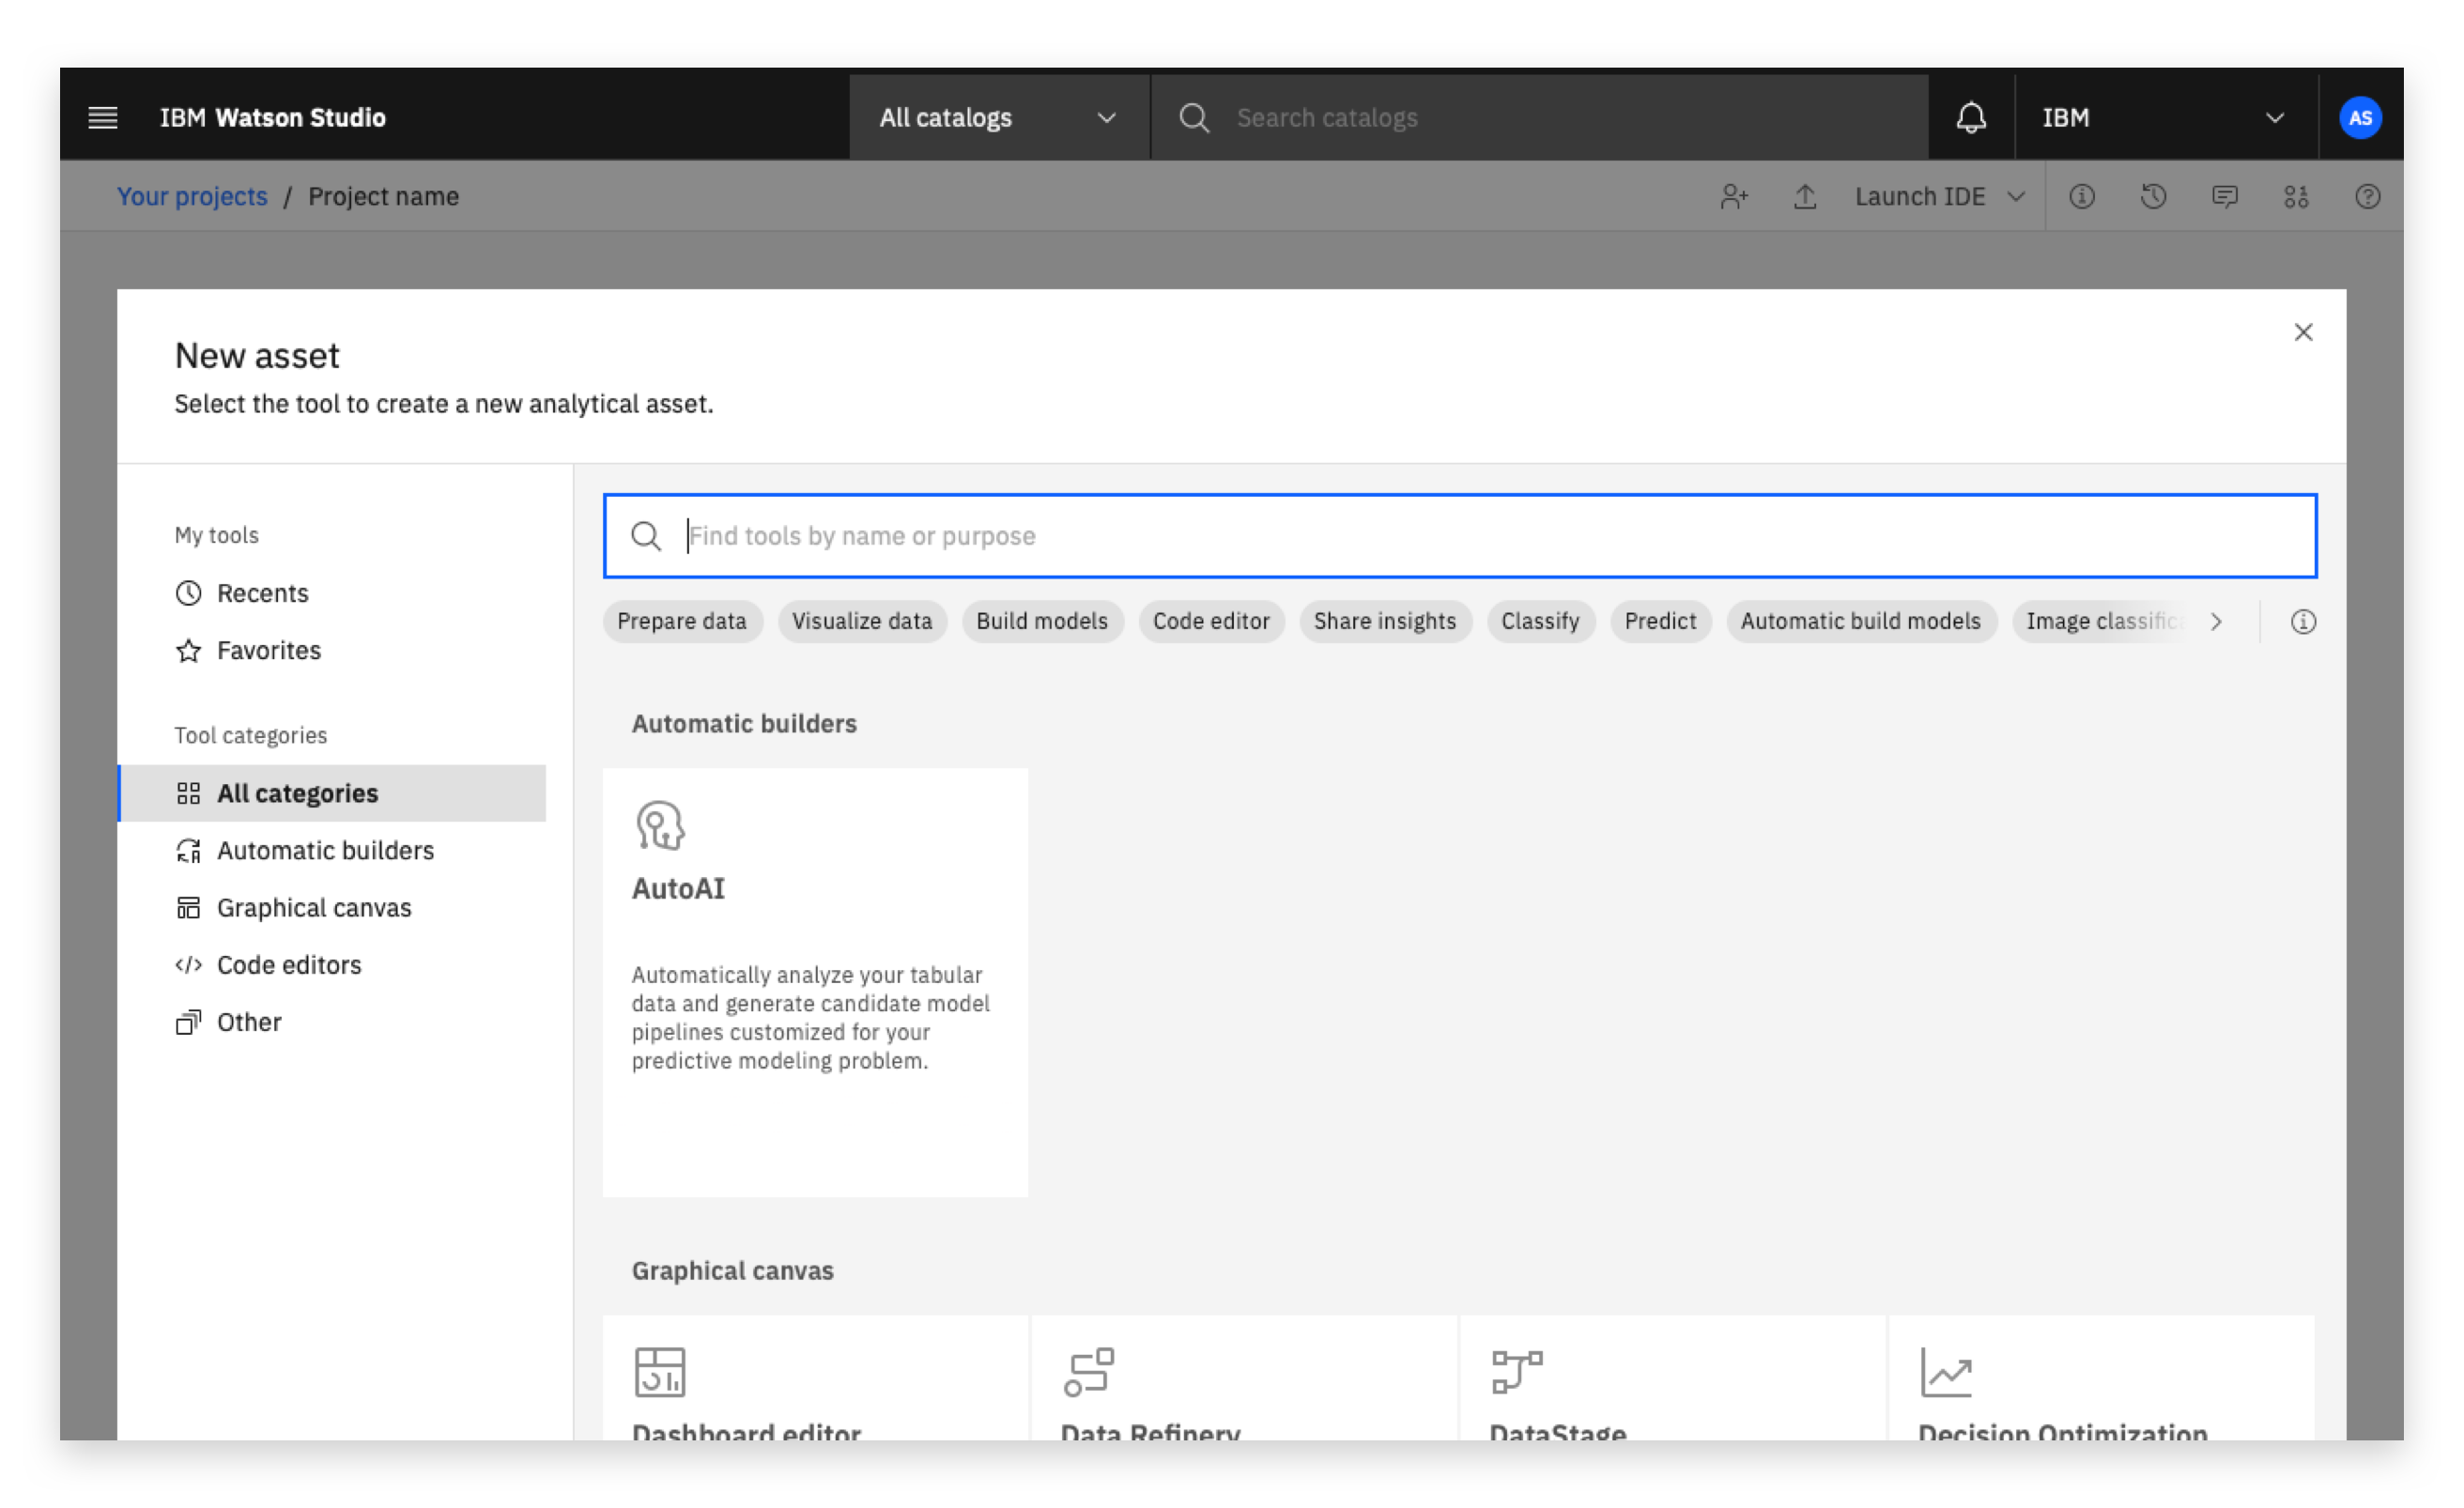 IBM Watson Studio
All catalogs
Search catalogs
IBM
AS
Your projects / Project name
Launch IDE
New asset
Select the tool to create a new analytical asset.
My tools
Recents
Favorites
Tool categories
All categories
Automatic builders
Graphical canvas
Code editors
Other
Find tools by name or purpose
Prepare data Visualize data Build models Code editor Share insights Classify Predict Automatic build models Image classific
Automatic builders
AutoAI
Automatically analyze your tabular
data and generate candidate model
pipelines customized for your
predictive modeling problem.
Graphical canvas
Dashboard editor
Data Refinery
DataStage
Decision Optimization